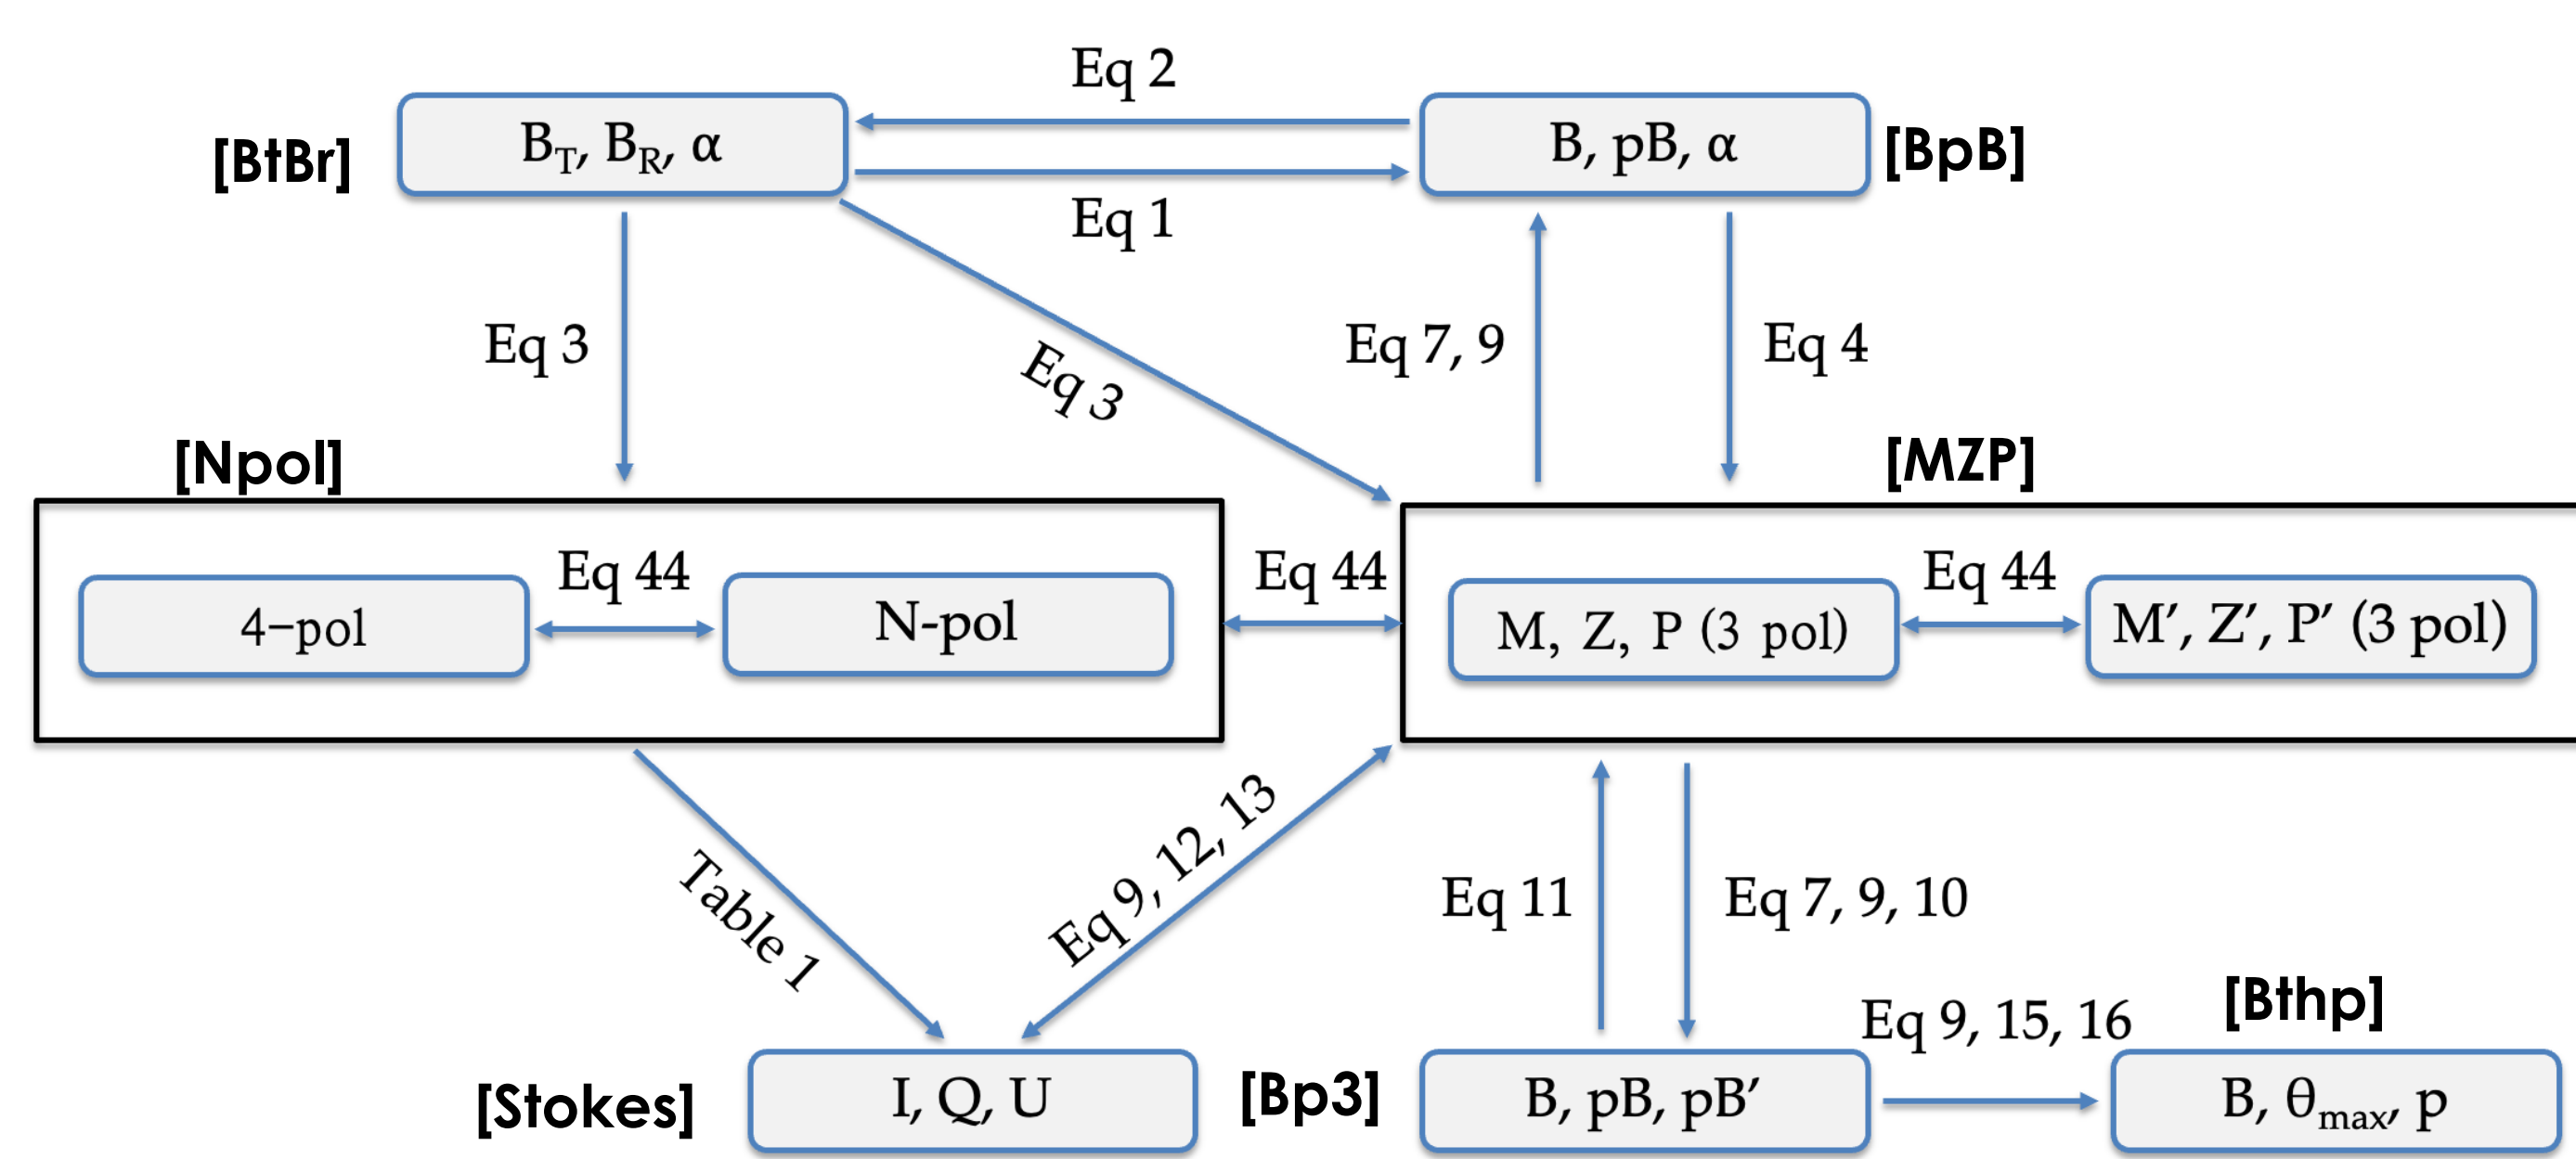 Eq 2
[BtBr]
B_T, B_R, α
B, pB, α
[BpB]
Eq 1
Eq 3
Eq 3
Eq 7, 9
Eq 4
[Npol]
[MZP]
4–pol
Eq 44
N-pol
Eq 44
M, Z, P (3 pol)
Eq 44
M′, Z′, P′ (3 pol)
Table 1
Eq 9, 12, 13
Eq 11
Eq 7, 9, 10
[Stokes]
I, Q, U
[Bp3]
B, pB, pB′
Eq 9, 15, 16
[Bthp]
B, θ_max, p